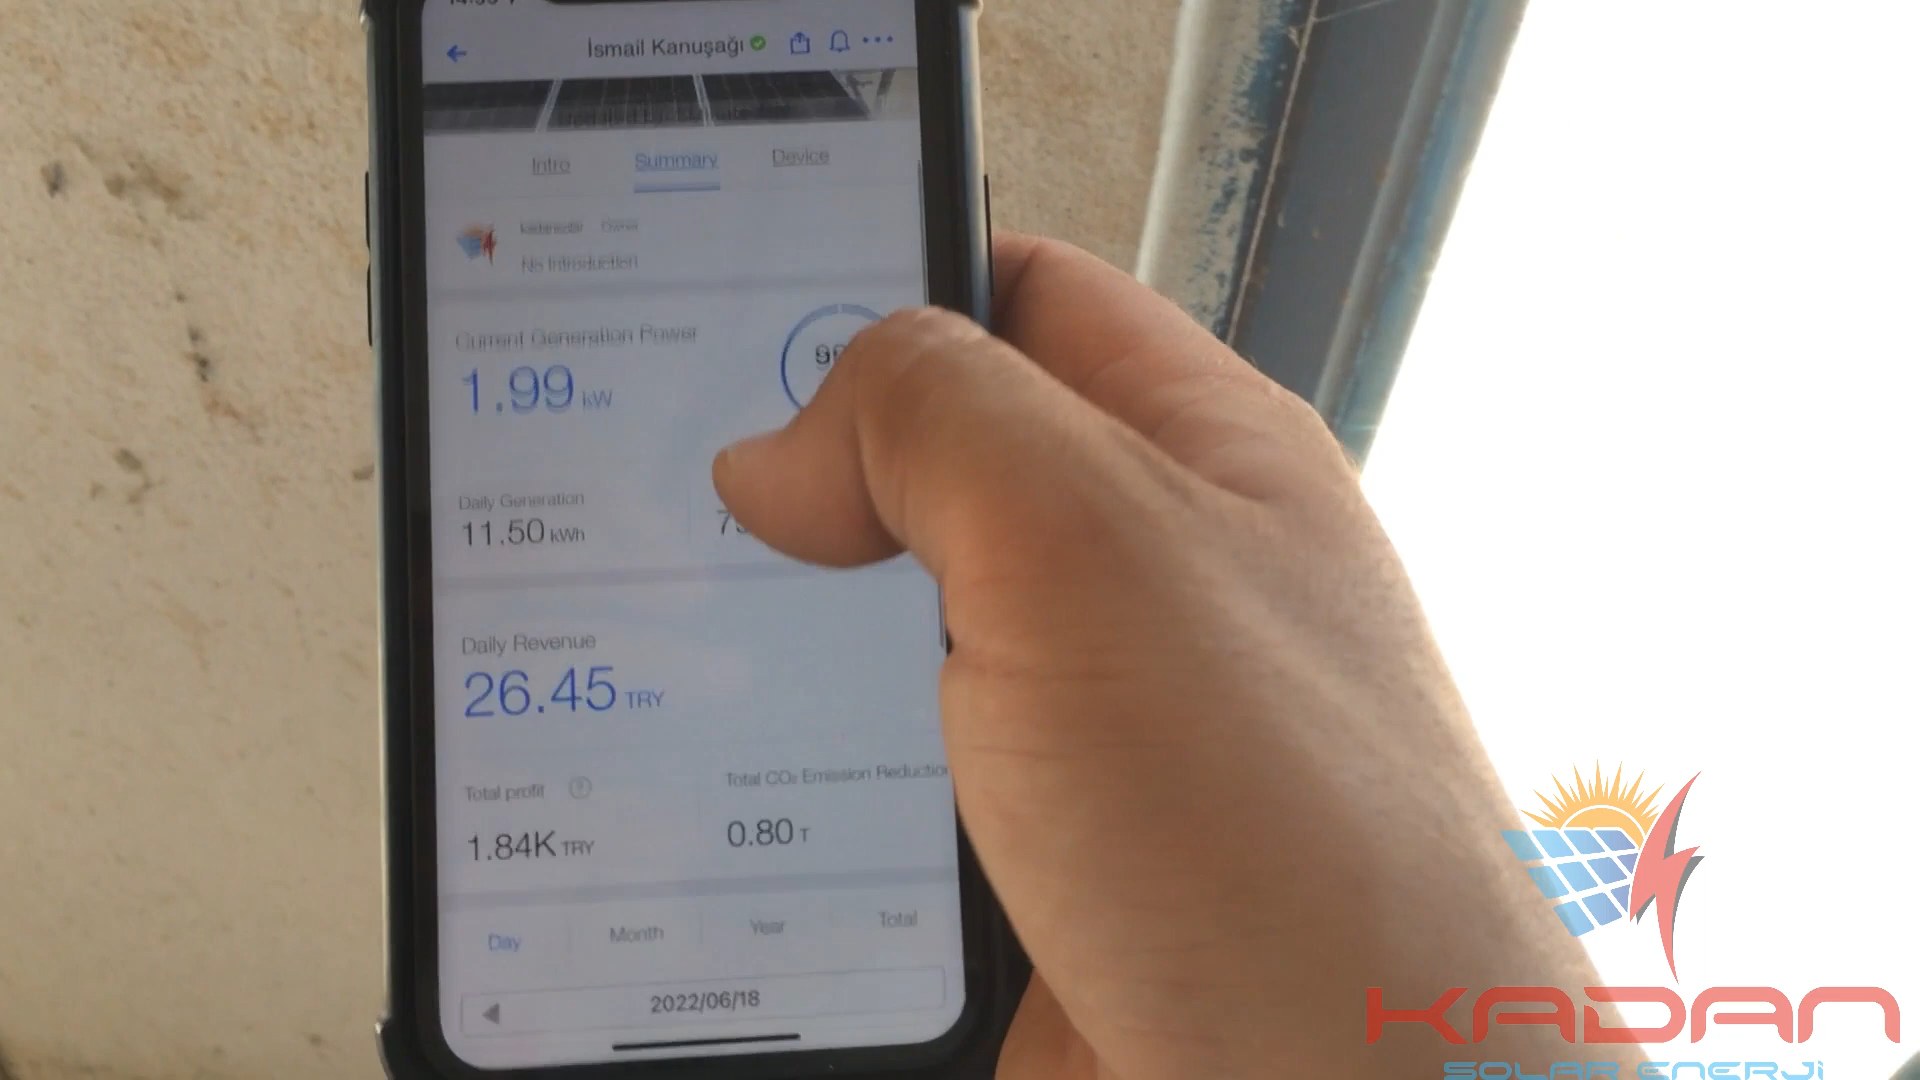 İsmail Kanuşağı
Intro
Summary
Device
No Introduction
Current Generation Power
1.99 kW
Daily Generation
11.50 kWh
Daily Revenue
26.45 TRY
Total profit ?
1.84K TRY
Total CO₂ Emission Reduction
0.80 T
Day
Month
Year
Total
2022/06/18
KADAN
SOLAR ENERJİ